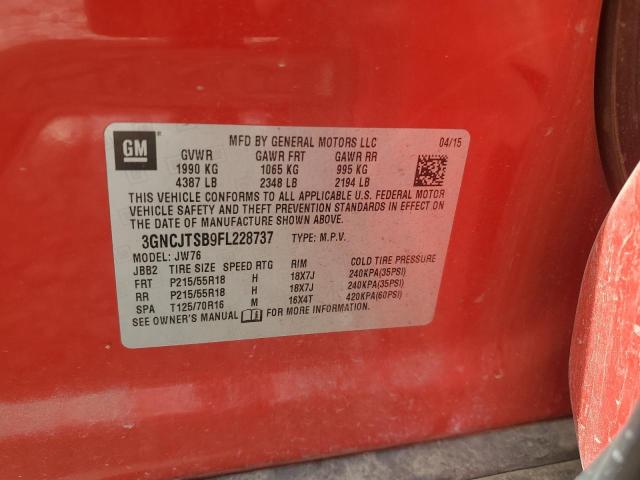 GM
MFD BY GENERAL MOTORS LLC 04/15
GVWR GAWR FRT GAWR RR
1990 KG 1065 KG 995 KG
4387 LB 2348 LB 2194 LB
THIS VEHICLE CONFORMS TO ALL APPLICABLE U.S. FEDERAL MOTOR
VEHICLE SAFETY AND THEFT PREVENTION STANDARDS IN EFFECT ON THE
DATE OF MANUFACTURE SHOWN ABOVE.
3GNCJTSB9FL228737 TYPE: M.P.V.
MODEL: JW76
JBB2 TIRE SIZE SPEED RTG RIM COLD TIRE PRESSURE
FRT P215/55R18 H 18X7J 240KPA(35PSI)
RR P215/55R18 H 18X7J 240KPA(35PSI)
SPA T125/70R16 M 16X4T 420KPA(60PSI)
SEE OWNER'S MANUAL FOR MORE INFORMATION.